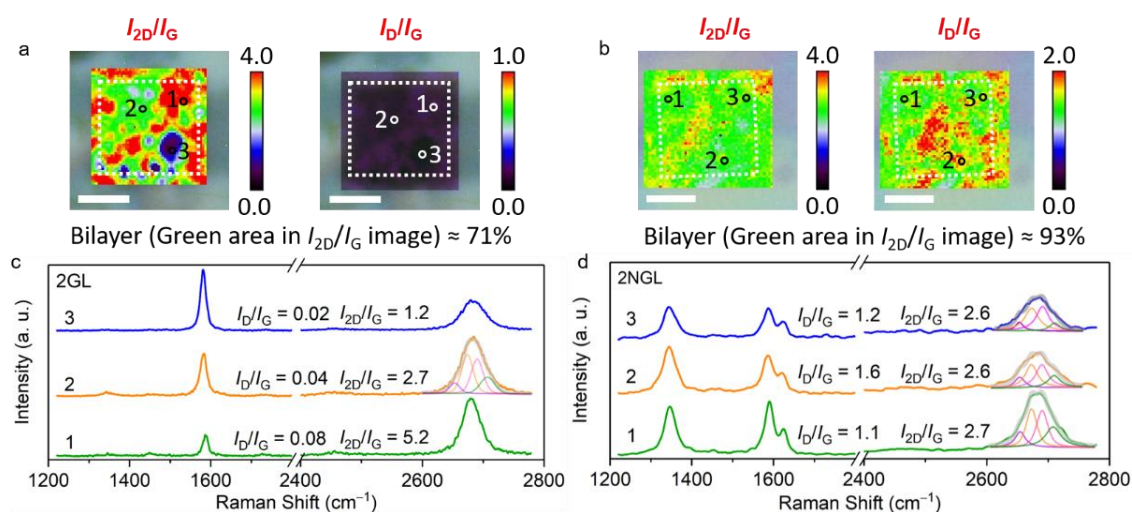 I2D/IG
ID/IG
I2D/IG
ID/IG
a
4.0
1.0
b
4.0
2.0
1
2
3
1
2
3
1
3
2
1
3
2
0.0
0.0
0.0
0.0
Bilayer (Green area in I2D/IG image) ≈ 71%
Bilayer (Green area in I2D/IG image) ≈ 93%
c
2GL
3
ID/IG = 0.02
I2D/IG = 1.2
2
ID/IG = 0.04
I2D/IG = 2.7
1
ID/IG = 0.08
I2D/IG = 5.2
Intensity (a. u.)
1200
1400
1600
2400
2600
2800
Raman Shift (cm⁻¹)
d
2NGL
3
ID/IG = 1.2
I2D/IG = 2.6
2
ID/IG = 1.6
I2D/IG = 2.6
1
ID/IG = 1.1
I2D/IG = 2.7
Intensity (a. u.)
1200
1400
1600
2400
2600
2800
Raman Shift (cm⁻¹)